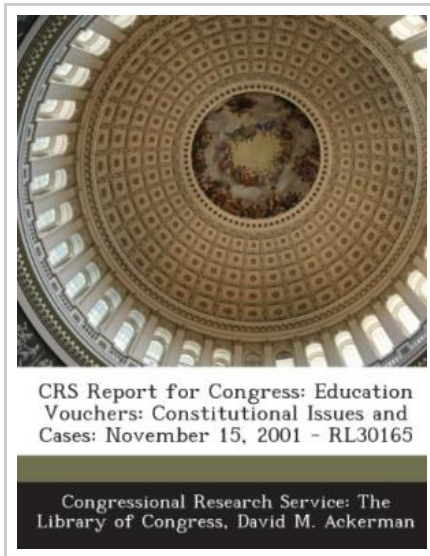 CRS Report for Congress: Education
Vouchers: Constitutional Issues and
Cases: November 15, 2001 - RL30165
Congressional Research Service: The
Library of Congress, David M. Ackerman